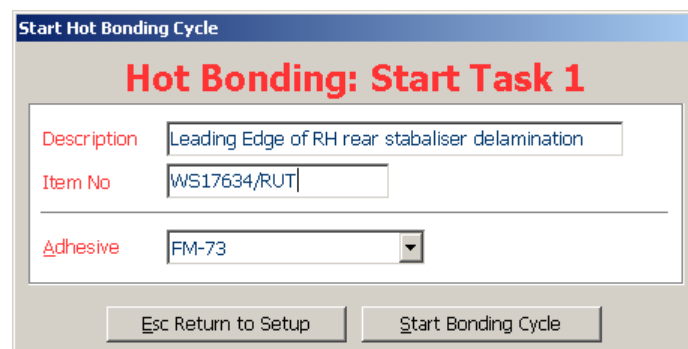 Start Hot Bonding Cycle
Hot Bonding: Start Task 1
Description Leading Edge of RH rear stabaliser delamination
Item No WS17634/RUT
Adhesive FM-73
Esc Return to Setup Start Bonding Cycle